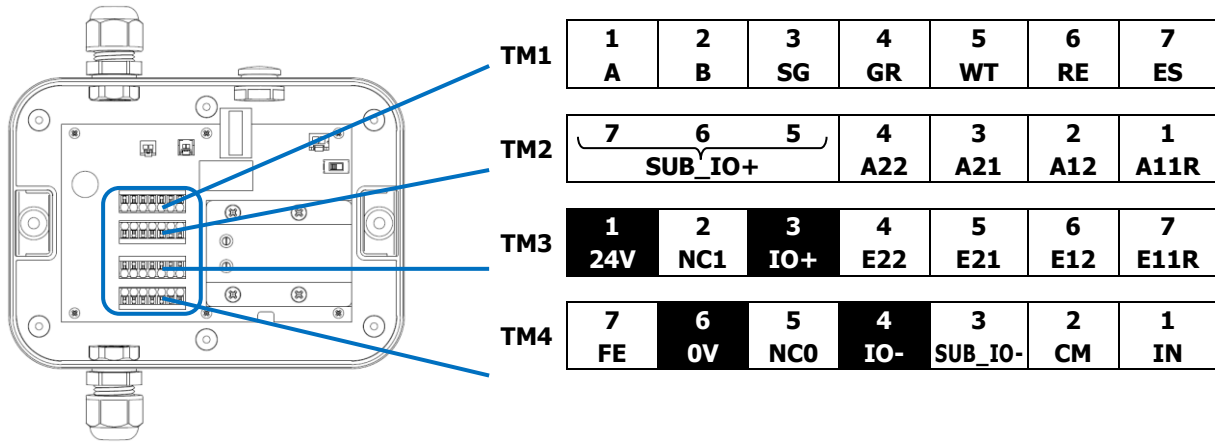 TM1 1 2 3 4 5 6 7
A B SG GR WT RE ES
TM2 7 6 5 4 3 2 1
SUB_IO+ A22 A21 A12 A11R
TM3 1 2 3 4 5 6 7
24V NC1 IO+ E22 E21 E12 E11R
TM4 7 6 5 4 3 2 1
FE 0V NC0 IO- SUB_IO- CM IN